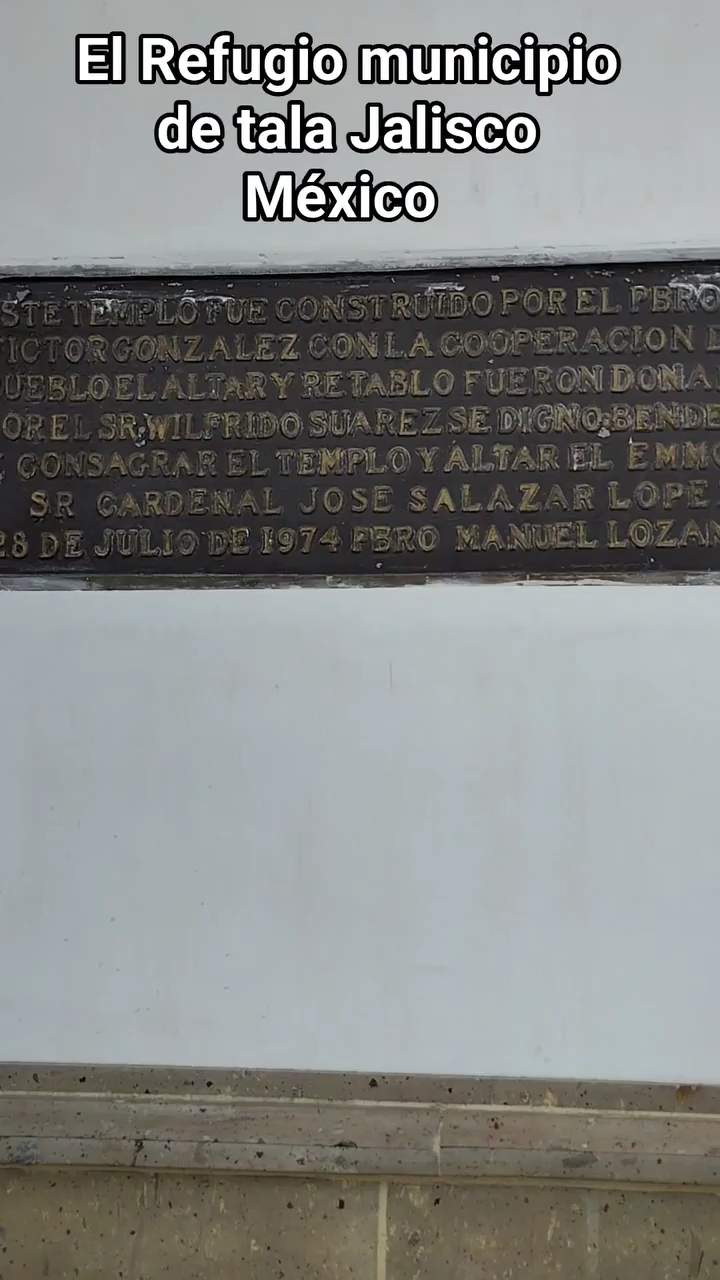 El Refugio municipio
de tala Jalisco
México
STE TEMPLO FUE CONSTRUIDO POR EL PBRO
ICTOR GONZALEZ CON LA COOPERACION
UEBLO EL ALTAR Y RETABLO FUERON DONA
OR EL SR. WILFRIDO SUAREZ SE DIGNO BENDE
CONSAGRAR EL TEMPLO Y ALTAR EL EMMO
SR CARDENAL JOSE SALAZAR LOPE
28 DE JULIO DE 1974 PBRO MANUEL LOZAN